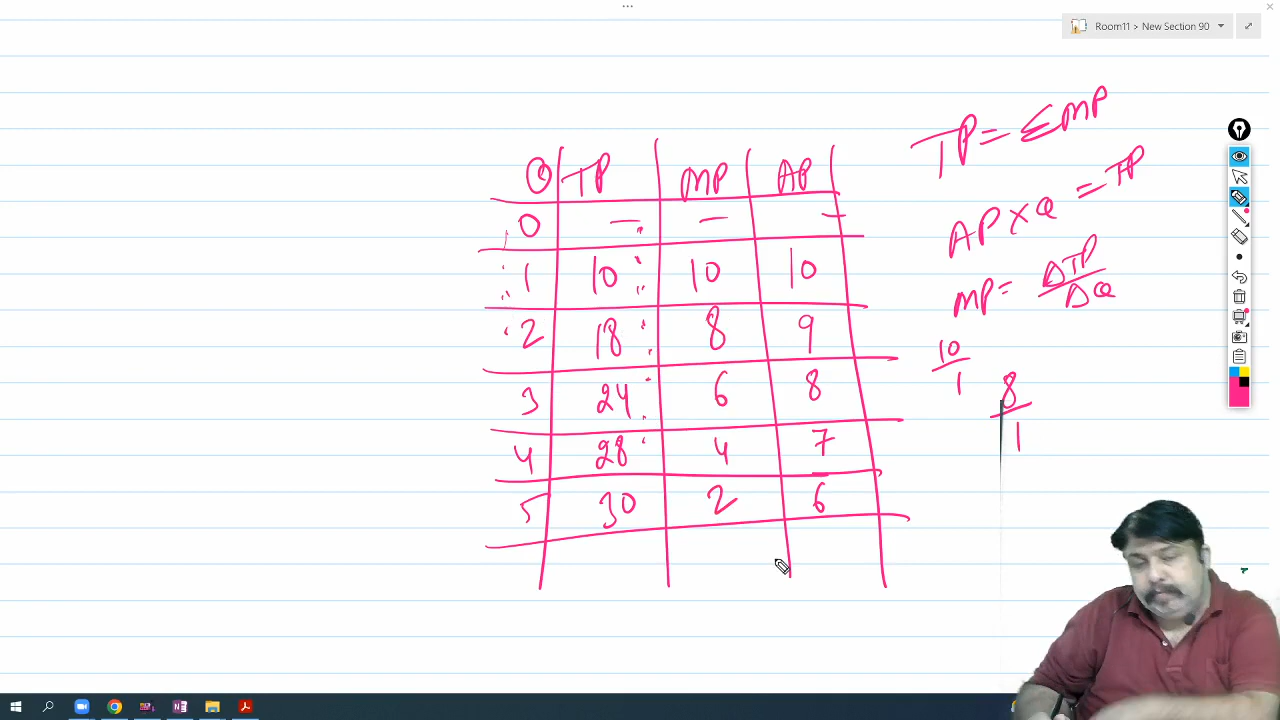 Room11 > New Section 90
Q TP MP AP
0 — — —
1 10 10 10
2 18 8 9
3 24 6 8
4 28 4 7
5 30 2 6
TP = ΣMP
AP × Q = TP
MP = ΔTP / ΔQ
10 / 1
8 / 1